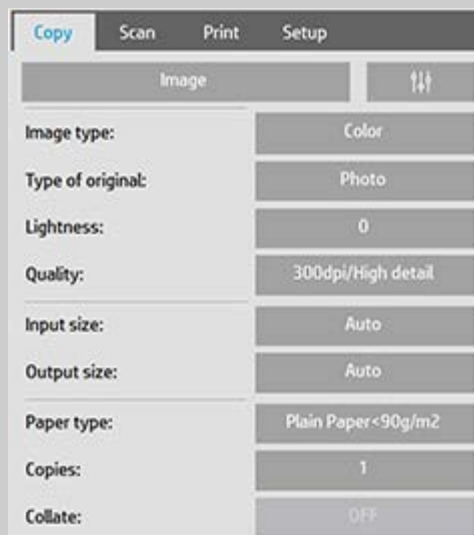 Copy Scan Print Setup
Image
Image type: Color
Type of original: Photo
Lightness: 0
Quality: 300dpi/High detail
Input size: Auto
Output size: Auto
Paper type: Plain Paper<90g/m2
Copies: 1
Collate: OFF